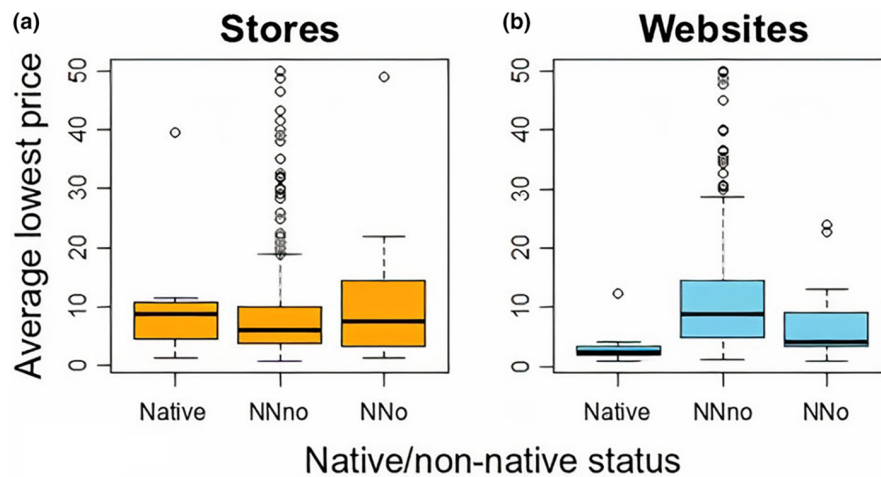 (a) Stores
(b) Websites
Average lowest price
50
40
30
20
10
0
Native NNno NNo
50
40
30
20
10
0
Native NNno NNo
Native/non-native status